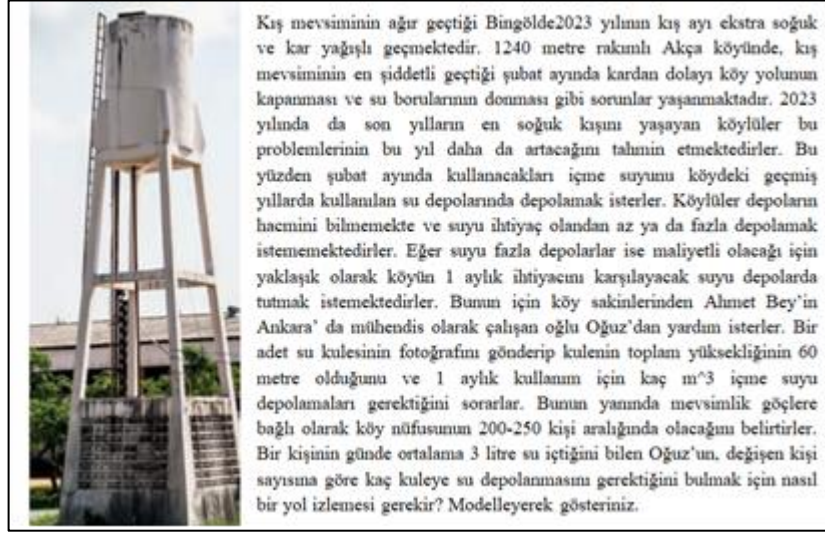 Kış mevsiminin ağır geçtiği Bingölde2023 yılının kış ayı ekstra soğuk
ve kar yağışlı geçmektedir. 1240 metre rakımlı Akça köyünde, kış
mevsiminin en şiddetli geçtiği şubat ayında kardan dolayı köy yolunun
kapanması ve su borularının donması gibi sorunlar yaşanmaktadır. 2023
yılında da son yılların en soğuk kışını yaşayan köylüler bu
problemlerinin bu yıl daha da artacağını tahmin etmektedirler. Bu
yüzden şubat ayında kullanacakları içme suyunu köydeki geçmiş
yıllarda kullanılan su depolarında depolamak isterler. Köylüler depoların
hacmini bilmemekte ve suyu ihtiyaç olandan az ya da fazla depolamak
istememektedirler. Eğer suyu fazla depolarlar ise maliyetli olacağı için
yaklaşık olarak köyün 1 aylık ihtiyacını karşılayacak suyu depolarda
tutmak istemektedirler. Bunun için köy sakinlerinden Ahmet Bey'in
Ankara' da mühendis olarak çalışan oğlu Oğuz'dan yardım isterler. Bir
adet su kulesinin fotoğrafını gönderip kulenin toplam yüksekliğinin 60
metre olduğunu ve 1 aylık kullanım için kaç m^3 içme suyu
depolamaları gerektiğini sorarlar. Bunun yanında mevsimlik göçlere
bağlı olarak köy nüfusunun 200-250 kişi aralığında olacağını belirtirler.
Bir kişinin günde ortalama 3 litre su içtiğini bilen Oğuz'un, değişen kişi
sayısına göre kaç kuleye su depolanmasını gerektiğini bulmak için nasıl
bir yol izlemesi gerekir? Modelleyerek gösteriniz.